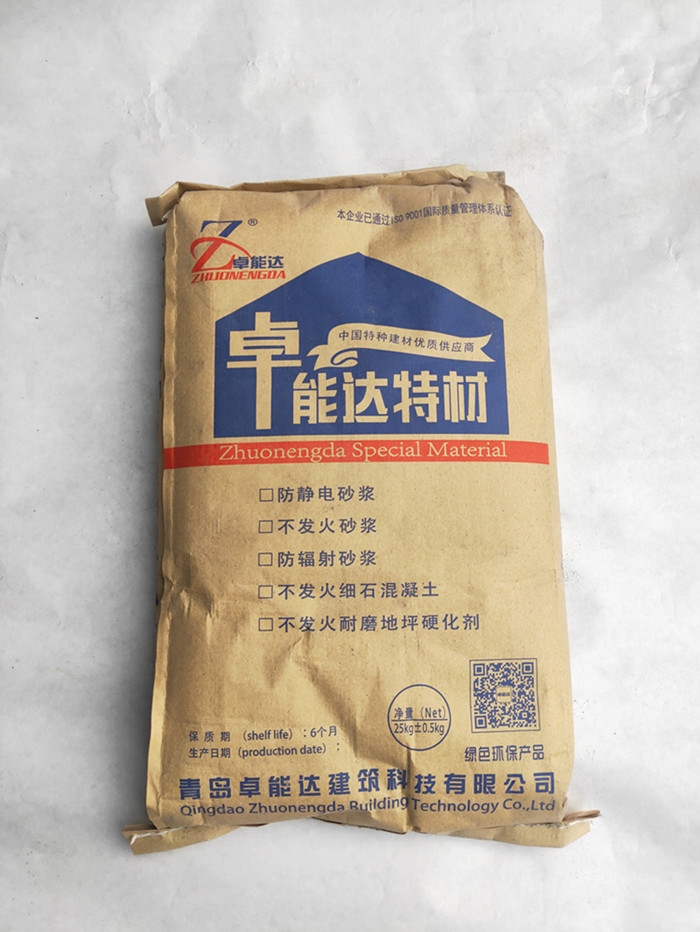 本企业已通过ISO 9001国际质量管理体系认证
Z®
卓能达
ZHUONENGDA
中国特种建材优质供应商
卓能达特材
Zhuonengda Special Material
□防静电砂浆
□不发火砂浆
□防辐射砂浆
□不发火细石混凝土
□不发火耐磨地坪硬化剂
净量（Net）
25kg±0.5kg
保 质 期 （shelf life）：6个月
生产日期（production date）：
绿色环保产品
青岛卓能达建筑科技有限公司
Qingdao Zhuonengda Building Technology Co.,Ltd